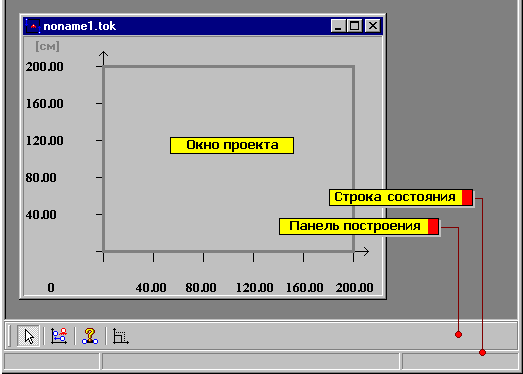 noname1.tok
[см]
200.00
160.00
120.00
80.00
40.00
Окно проекта
Строка состояния
Панель построения
0 40.00 80.00 120.00 160.00 200.00